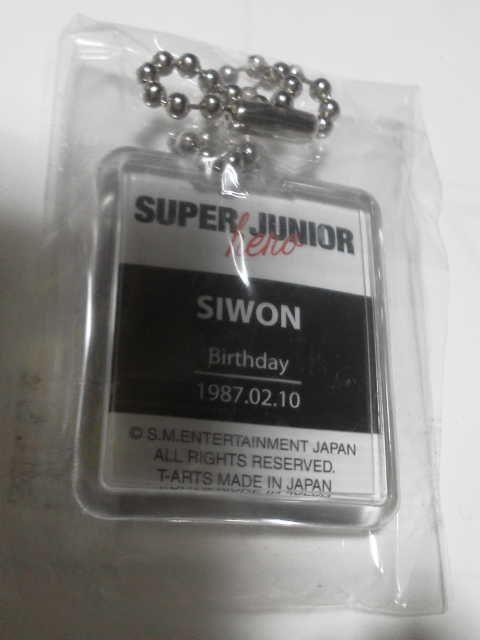 SUPER JUNIOR
hero
SIWON
Birthday
1987.02.10
© S.M.ENTERTAINMENT JAPAN
ALL RIGHTS RESERVED.
T-ARTS MADE IN JAPAN